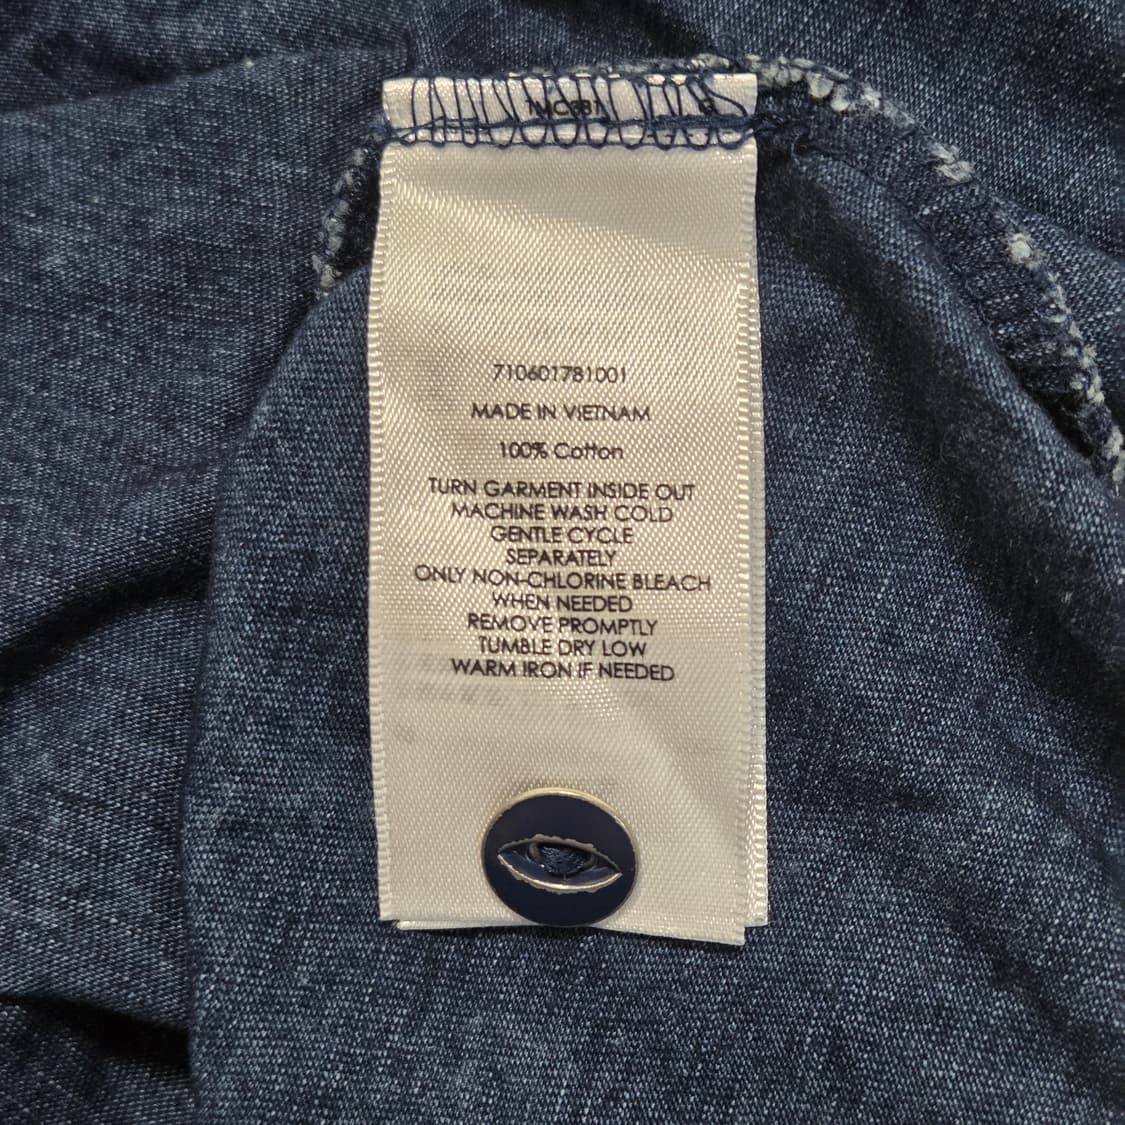 710601781001
MADE IN VIETNAM
100% Cotton
TURN GARMENT INSIDE OUT
MACHINE WASH COLD
GENTLE CYCLE
SEPARATELY
ONLY NON-CHLORINE BLEACH
WHEN NEEDED
REMOVE PROMPTLY
TUMBLE DRY LOW
WARM IRON IF NEEDED